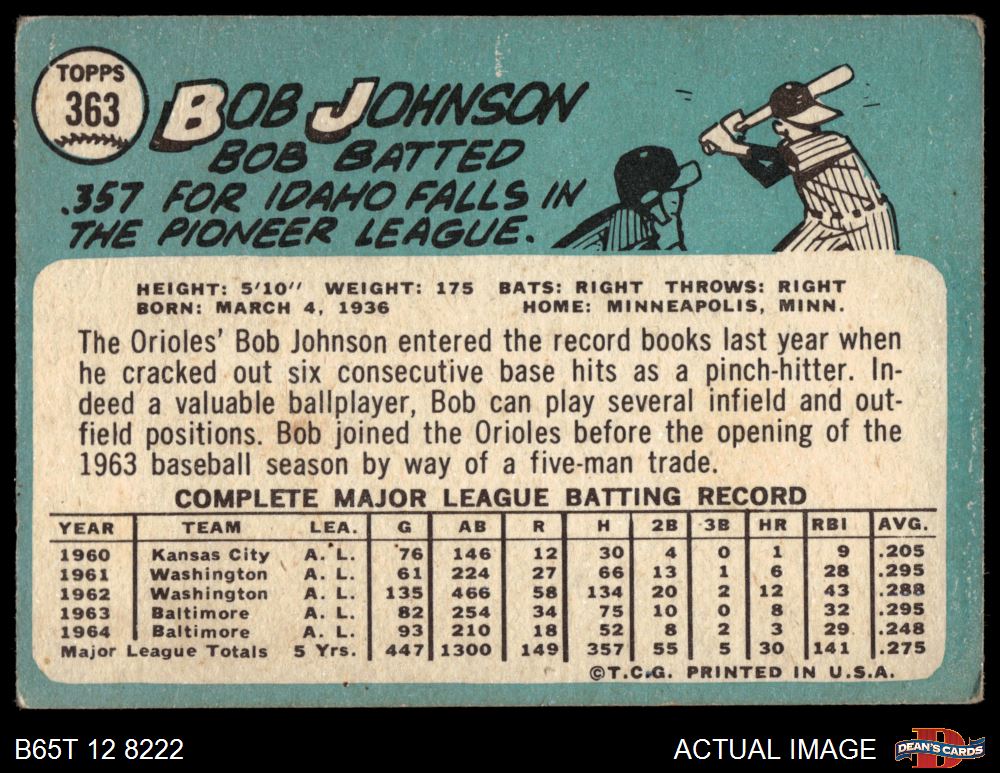 TOPPS
363
BOB JOHNSON
BOB BATTED
.357 FOR IDAHO FALLS IN
THE PIONEER LEAGUE.
HEIGHT: 5'10" WEIGHT: 175 BATS: RIGHT THROWS: RIGHT
BORN: MARCH 4, 1936 HOME: MINNEAPOLIS, MINN.
The Orioles' Bob Johnson entered the record books last year when
he cracked out six consecutive base hits as a pinch-hitter. In-
deed a valuable ballplayer, Bob can play several infield and out-
field positions. Bob joined the Orioles before the opening of the
1963 baseball season by way of a five-man trade.
COMPLETE MAJOR LEAGUE BATTING RECORD
YEAR TEAM LEA. G AB R H 2B 3B HR RBI AVG.
1960 Kansas City A. L. 76 146 12 30 4 0 1 9 .205
1961 Washington A. L. 61 224 27 66 13 1 6 28 .295
1962 Washington A. L. 135 466 58 134 20 2 12 43 .288
1963 Baltimore A. L. 82 254 34 75 10 0 8 32 .295
1964 Baltimore A. L. 93 210 18 52 8 2 3 29 .248
Major League Totals 5 Yrs. 447 1300 149 357 55 5 30 141 .275
©T.C.G. PRINTED IN U.S.A.
B65T 12 8222 ACTUAL IMAGE D DEAN'S CARDS